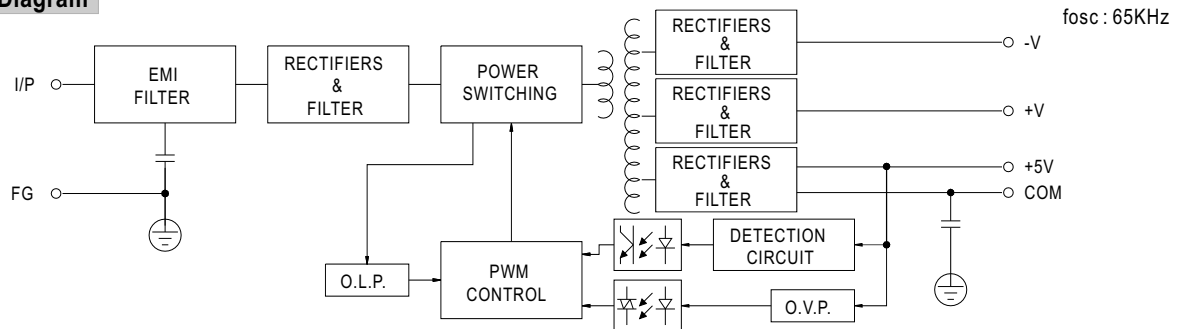 Diagram
fosc : 65KHz
I/P
EMI
FILTER
RECTIFIERS
&
FILTER
POWER
SWITCHING
RECTIFIERS
&
FILTER
-V
RECTIFIERS
&
FILTER
+V
RECTIFIERS
&
FILTER
+5V
COM
FG
O.L.P.
PWM
CONTROL
DETECTION
CIRCUIT
O.V.P.